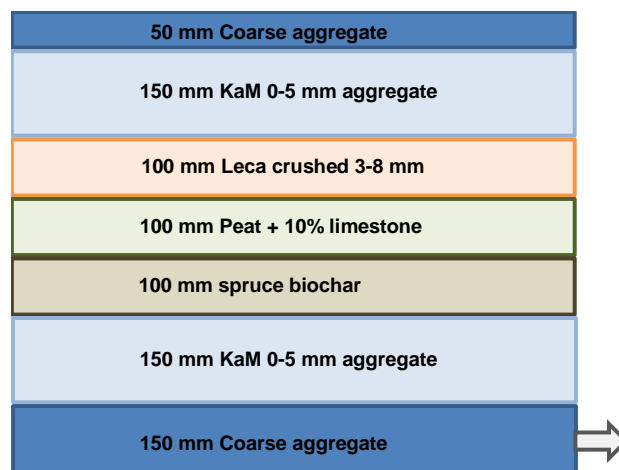 50 mm Coarse aggregate
150 mm KaM 0-5 mm aggregate
100 mm Leca crushed 3-8 mm
100 mm Peat + 10% limestone
100 mm spruce biochar
150 mm KaM 0-5 mm aggregate
150 mm Coarse aggregate